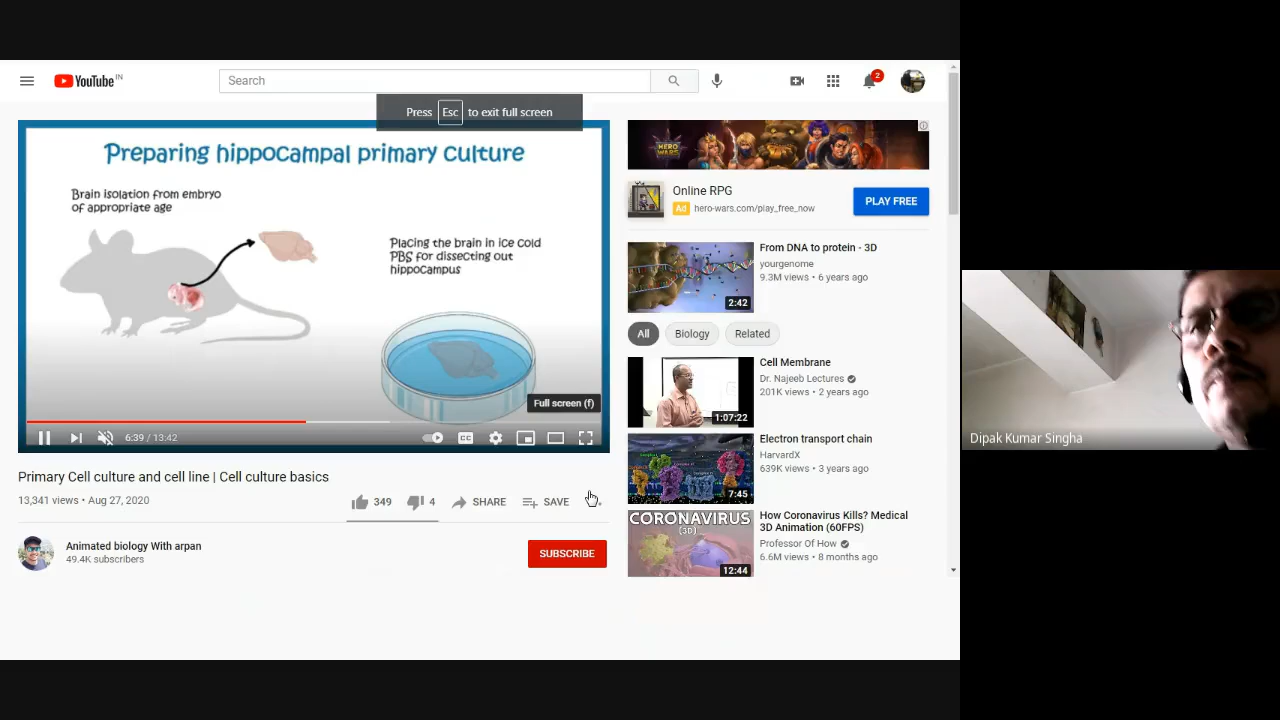 YouTube IN
Search
2
Press Esc to exit full screen
Preparing hippocampal primary culture
Brain isolation from embryo
of appropriate age
Placing the brain in ice cold
PBS for dissecting out
hippocampus
Full screen (f)
6:39 / 13:42
CC
Primary Cell culture and cell line | Cell culture basics
13,341 views • Aug 27, 2020
349
4
SHARE
SAVE
Animated biology With arpan
49.4K subscribers
SUBSCRIBE
HERO
WARS
Online RPG
Ad hero-wars.com/play_free_now
PLAY FREE
From DNA to protein - 3D
yourgenome
9.3M views • 6 years ago
2:42
All
Biology
Related
Cell Membrane
Dr. Najeeb Lectures
201K views • 2 years ago
1:07:22
Electron transport chain
HarvardX
639K views • 3 years ago
7:45
CORONAVIRUS
(3D)
How Coronavirus Kills? Medical
3D Animation (60FPS)
Professor Of How
6.6M views • 8 months ago
12:44
Dipak Kumar Singha